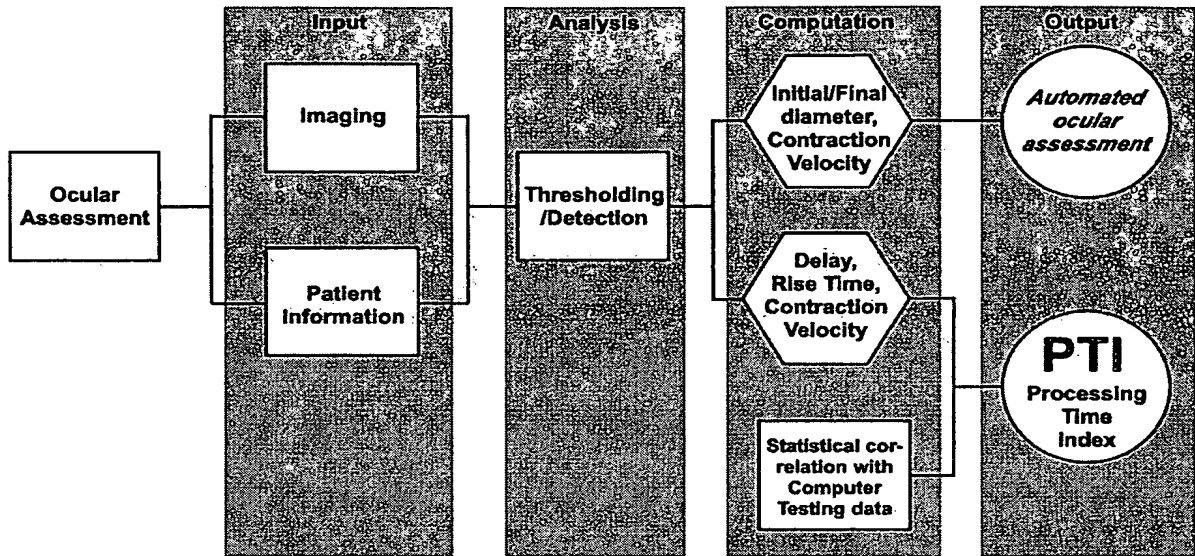 Input
Analysis
Computation
Output
Ocular
Assessment
Imaging
Patient
Information
Thresholding
/Detection
Initial/Final
diameter,
Contraction
Velocity
Delay,
Rise Time,
Contraction
Velocity
Statistical cor-
relation with
Computer
Testing data
Automated
ocular
assessment
PTI
Processing
Time
Index